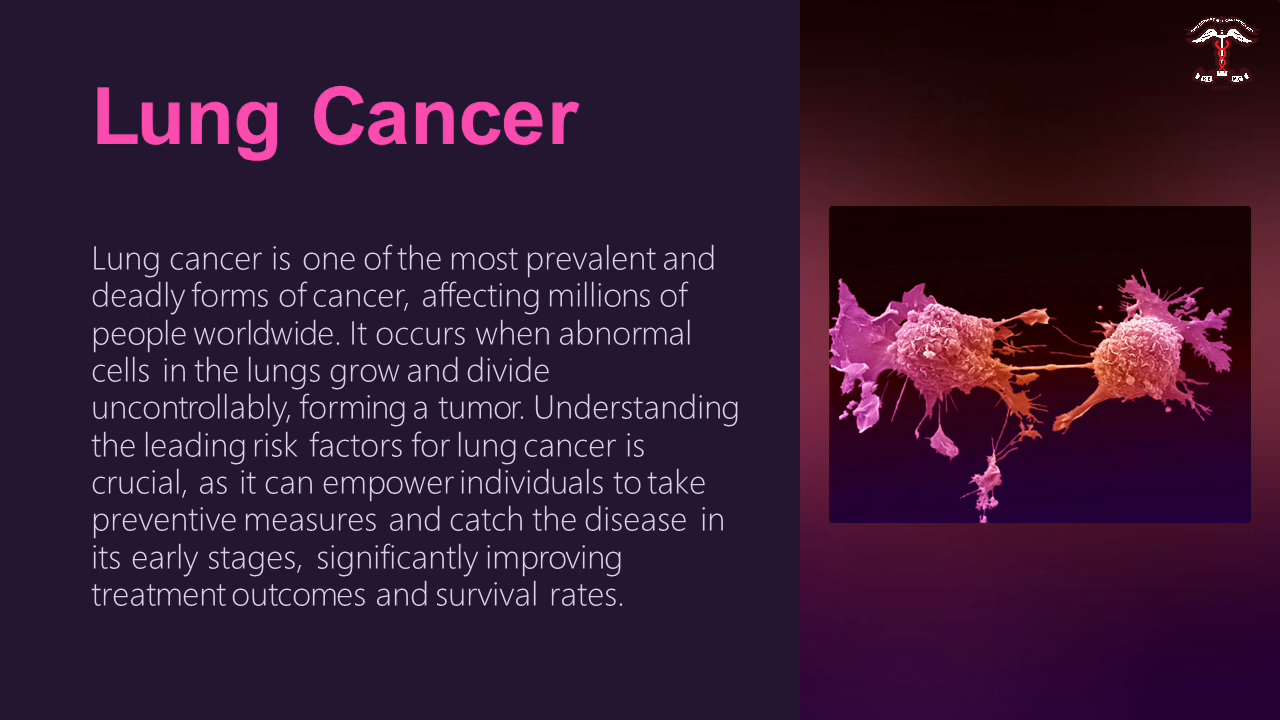 Lung Cancer
Lung cancer is one of the most prevalent and
deadly forms of cancer, affecting millions of
people worldwide. It occurs when abnormal
cells in the lungs grow and divide
uncontrollably, forming a tumor. Understanding
the leading risk factors for lung cancer is
crucial, as it can empower individuals to take
preventive measures and catch the disease in
its early stages, significantly improving
treatment outcomes and survival rates.